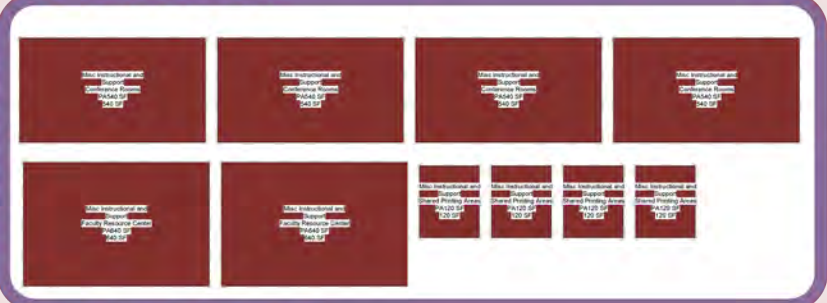 Misc Instructional and
Support
Conference Rooms
PA540 SF
540 SF
Misc Instructional and
Support
Conference Rooms
PA540 SF
540 SF
Misc Instructional and
Support
Conference Rooms
PA540 SF
540 SF
Misc Instructional and
Support
Conference Rooms
PA540 SF
540 SF
Misc Instructional and
Support
Faculty Resource Center
PA640 SF
640 SF
Misc Instructional and
Support
Faculty Resource Center
PA640 SF
640 SF
Misc Instructional and
Support
Shared Printing Areas
PA120 SF
120 SF
Misc Instructional and
Support
Shared Printing Areas
PA120 SF
120 SF
Misc Instructional and
Support
Shared Printing Areas
PA120 SF
120 SF
Misc Instructional and
Support
Shared Printing Areas
PA120 SF
120 SF